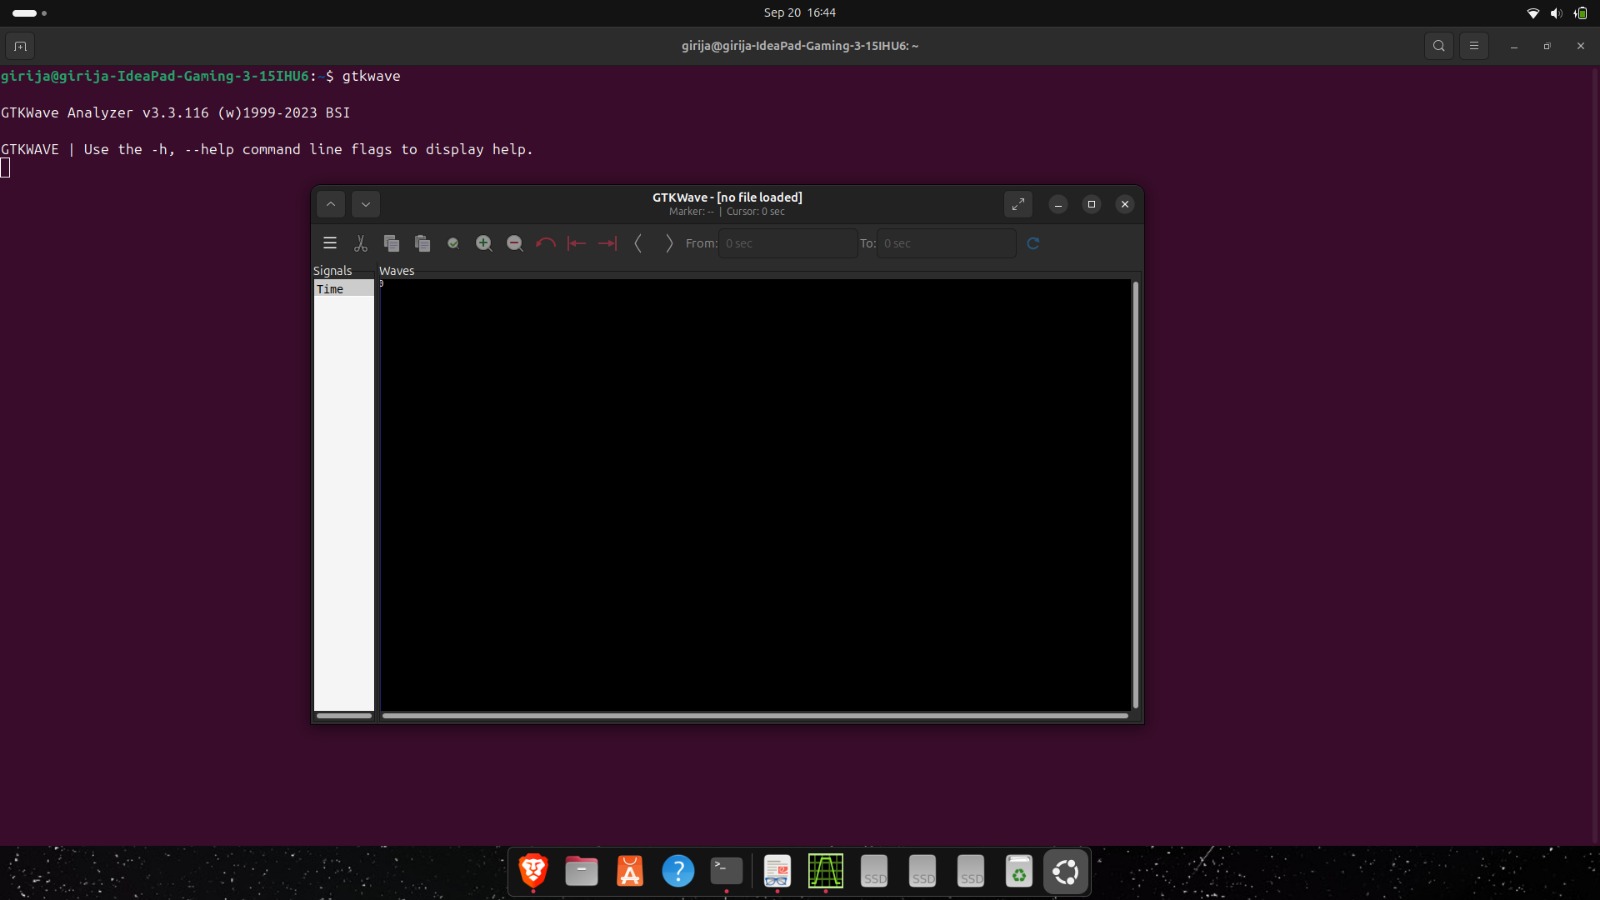 Sep 20 16:44
girija@girija-IdeaPad-Gaming-3-15IHU6: ~
girija@girija-IdeaPad-Gaming-3-15IHU6:~$ gtkwave
GTKWave Analyzer v3.3.116 (w)1999-2023 BSI
GTKWAVE | Use the -h, --help command line flags to display help.
GTKWave - [no file loaded]
Marker: -- | Cursor: 0 sec
From: 0 sec To: 0 sec
Signals Waves
Time 0
SSD SSD SSD